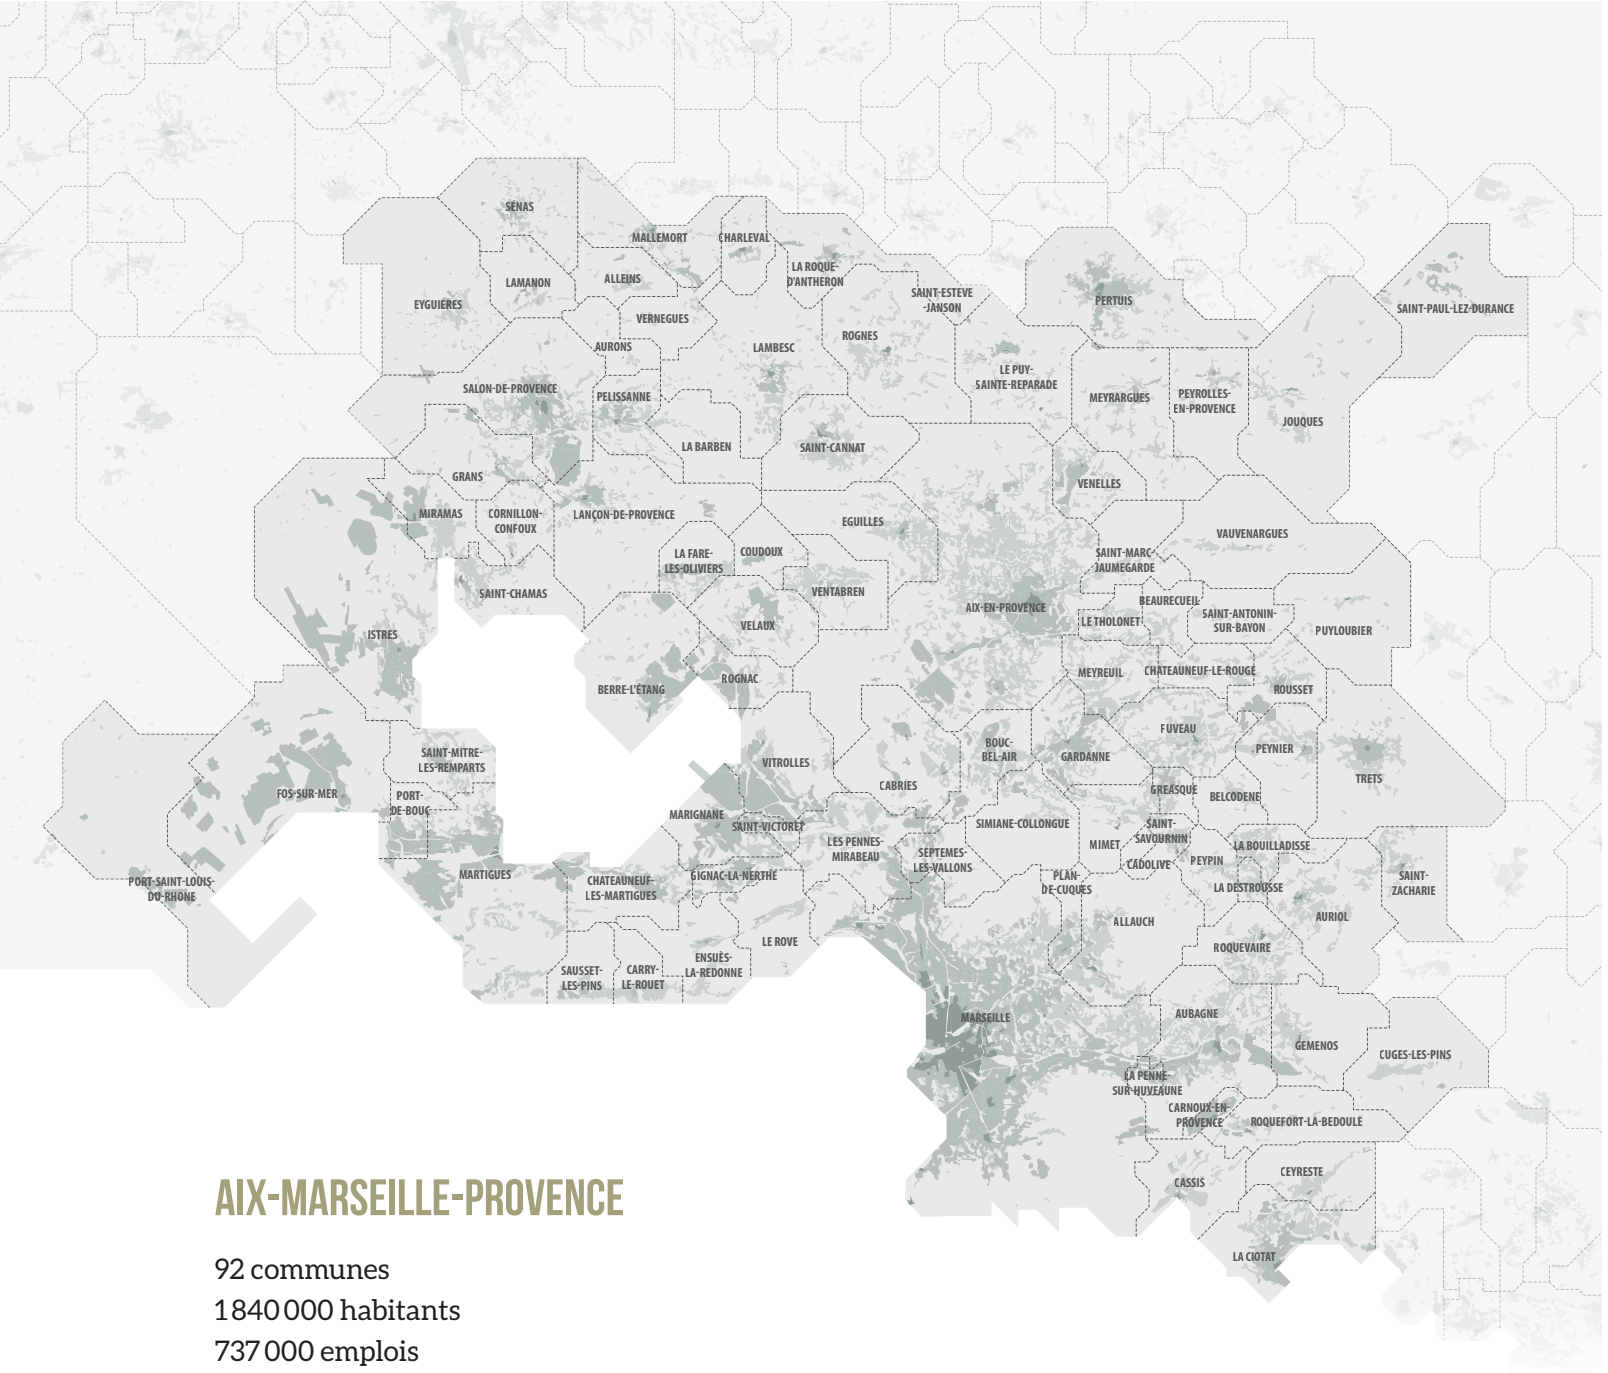 SENAS
MALLEMORT
CHARLEVAL
LA ROQUE-
D'ANTHERON
ALLEINS
LAMANON
SAINT-ESTEVE
-JANSON
PERTUIS
SAINT-PAUL-LEZ-DURANCE
EYGUIERES
VERNEGUES
ROGNES
AURONS
LAMBESC
LE PUY-
SAINTE-REPARADE
SALON-DE-PROVENCE
PELISSANNE
MEYRARGUES
PEYROLLES-
EN-PROVENCE
JOUQUES
LA BARBEN
SAINT-CANNAT
GRANS
VENELLES
MIRAMAS
CORNILLON-
CONFOUX
LANÇON-DE-PROVENCE
EGUILLES
VAUVENARGUES
LA FARE-
LES-OLIVIERS
COUDOUX
SAINT-MARC-
JAUMEGARDE
SAINT-CHAMAS
VENTABREN
BEAURECUEIL
AIX-EN-PROVENCE
LE THOLONET
SAINT-ANTONIN-
SUR-BAYON
PUYLOUBIER
ISTRES
VELAUX
MEYREUIL
CHATEAUNEUF-LE-ROUGE
BERRE-L'ÉTANG
ROGNAC
ROUSSET
FUVEAU
SAINT-MITRE-
LES-REMPARTS
VITROLLES
BOUC-
BEL-AIR
GARDANNE
PEYNIER
TRETS
FOS-SUR-MER
PORT-
DE-BOUC
CABRIES
GREASQUE
BELCODENE
MARIGNANE
SAINT-VICTORET
SIMIANE-COLLONGUE
LES PENNES-
MIRABEAU
SEPTEMES-
LES-VALLONS
MIMET
SAINT-
SAVOURNIN
CADOLIVE
PEYPIN
LA BOUILLADISSE
PORT-SAINT-LOUIS-
DU-RHONE
MARTIGUES
CHATEAUNEUF-
LES-MARTIGUES
GIGNAC-LA-NERTHE
PLAN-
DE-CUQUES
LA DESTROUSSE
SAINT-
ZACHARIE
ALLAUCH
AURIOL
LE ROVE
ROQUEVAIRE
SAUSSET-
LES-PINS
CARRY-
LE-ROUET
ENSUÈS-
LA-REDONNE
MARSEILLE
AUBAGNE
GEMENOS
CUGES-LES-PINS
LA PENNE-
SUR-HUVEAUNE
CARNOUX-EN-
PROVENCE
ROQUEFORT-LA-BEDOULE
CASSIS
CEYRESTE
LA CIOTAT
AIX-MARSEILLE-PROVENCE
92 communes
1 840 000 habitants
737 000 emplois